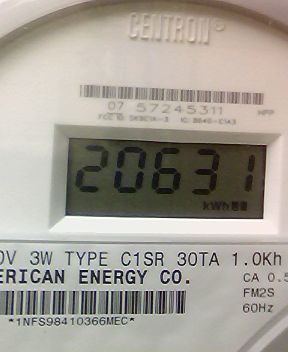 CENTRON®
07 57245311
20631
kWh
0V 3W TYPE C1SR 30TA 1.0Kh
ERICAN ENERGY CO.
CA 0.5
FM2S
60Hz
*1NFS98410366MEC*